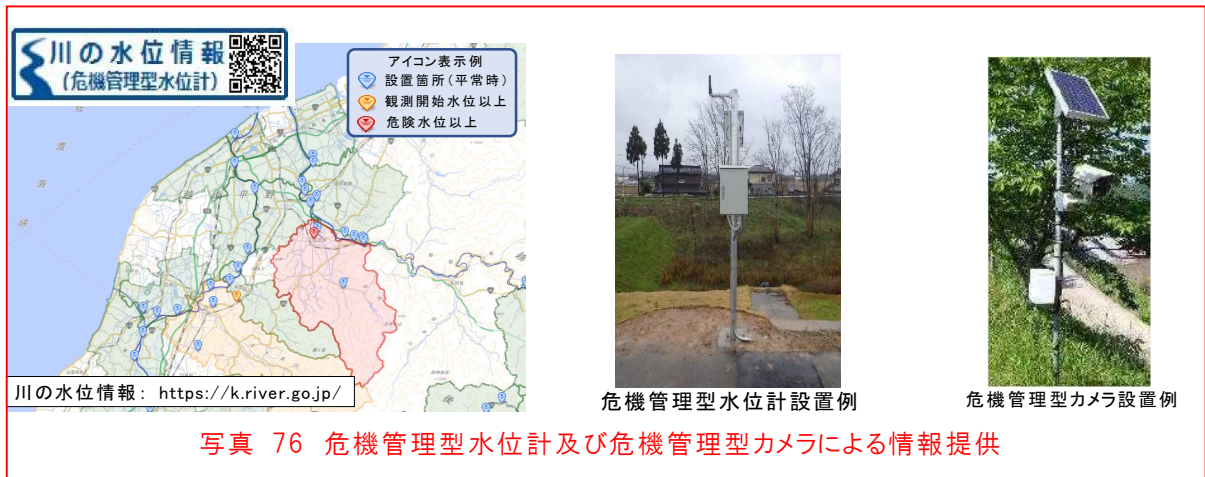 川の水位情報
(危機管理型水位計)
アイコン表示例
設置箇所(平常時)
観測開始水位以上
危険水位以上
川の水位情報： https://k.river.go.jp/
危機管理型水位計設置例
危機管理型カメラ設置例
写真 76 危機管理型水位計及び危機管理型カメラによる情報提供